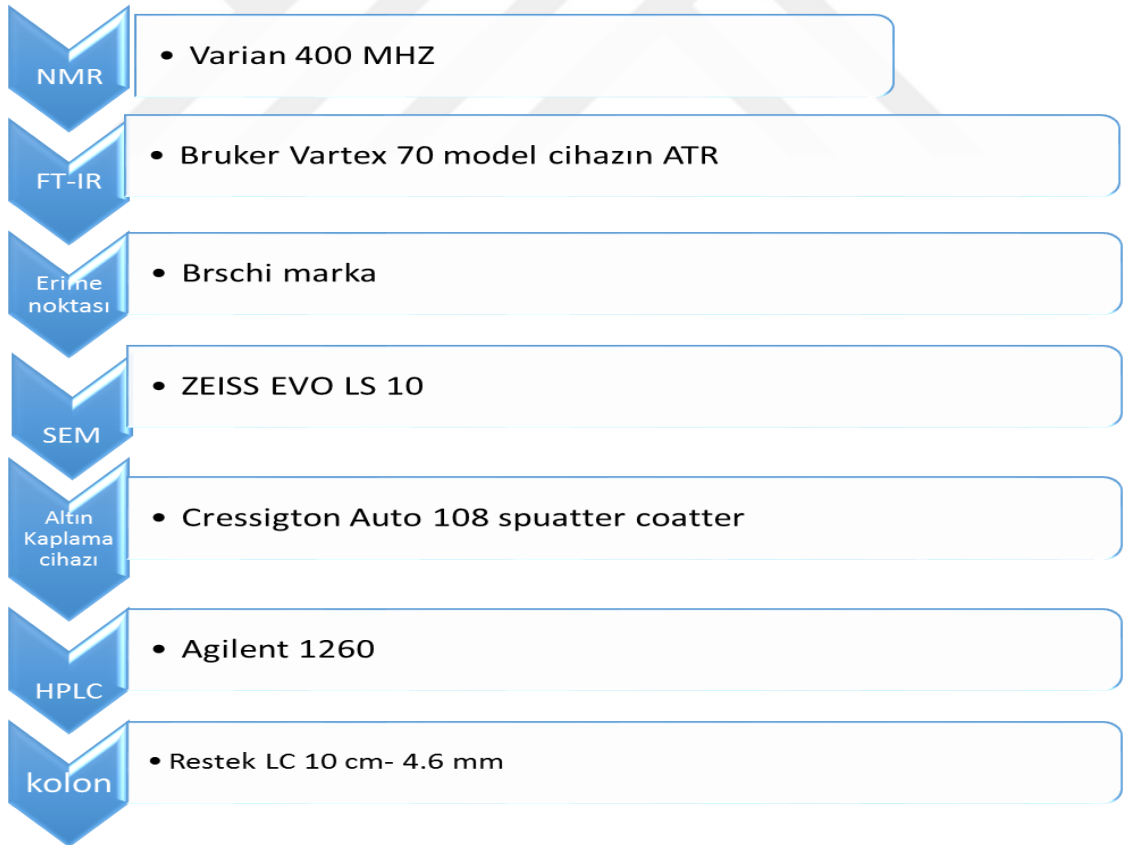 NMR
• Varian 400 MHZ
FT-IR
• Bruker Vartex 70 model cihazın ATR
Erime
noktası
• Brschi marka
SEM
• ZEISS EVO LS 10
Altın
Kaplama
cihazı
• Cressigton Auto 108 spuatter coatter
HPLC
• Agilent 1260
kolon
• Restek LC 10 cm- 4.6 mm